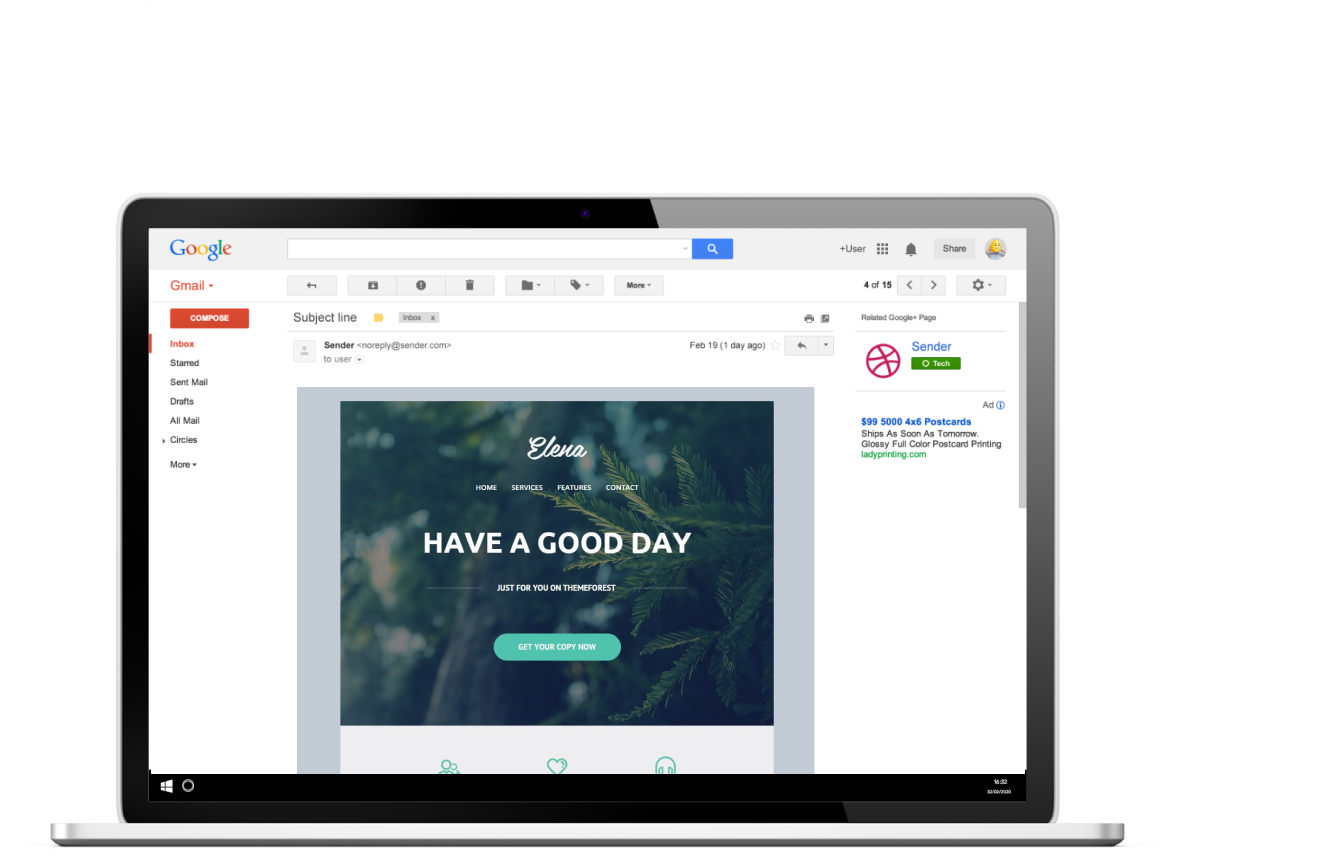 Google
+User
Share
Gmail
More
4 of 15
COMPOSE
Subject line
Inbox x
Related Google+ Page
Inbox
Starred
Sent Mail
Drafts
All Mail
Circles
More
Sender <noreply@sender.com>
to user
Feb 19 (1 day ago)
Sender
Tech
Ad
$99 5000 4x6 Postcards
Ships As Soon As Tomorrow.
Glossy Full Color Postcard Printing
ladyprinting.com
Elena
HOME SERVICES FEATURES CONTACT
HAVE A GOOD DAY
JUST FOR YOU ON THEMEFOREST
GET YOUR COPY NOW
16:32
32/02/2020